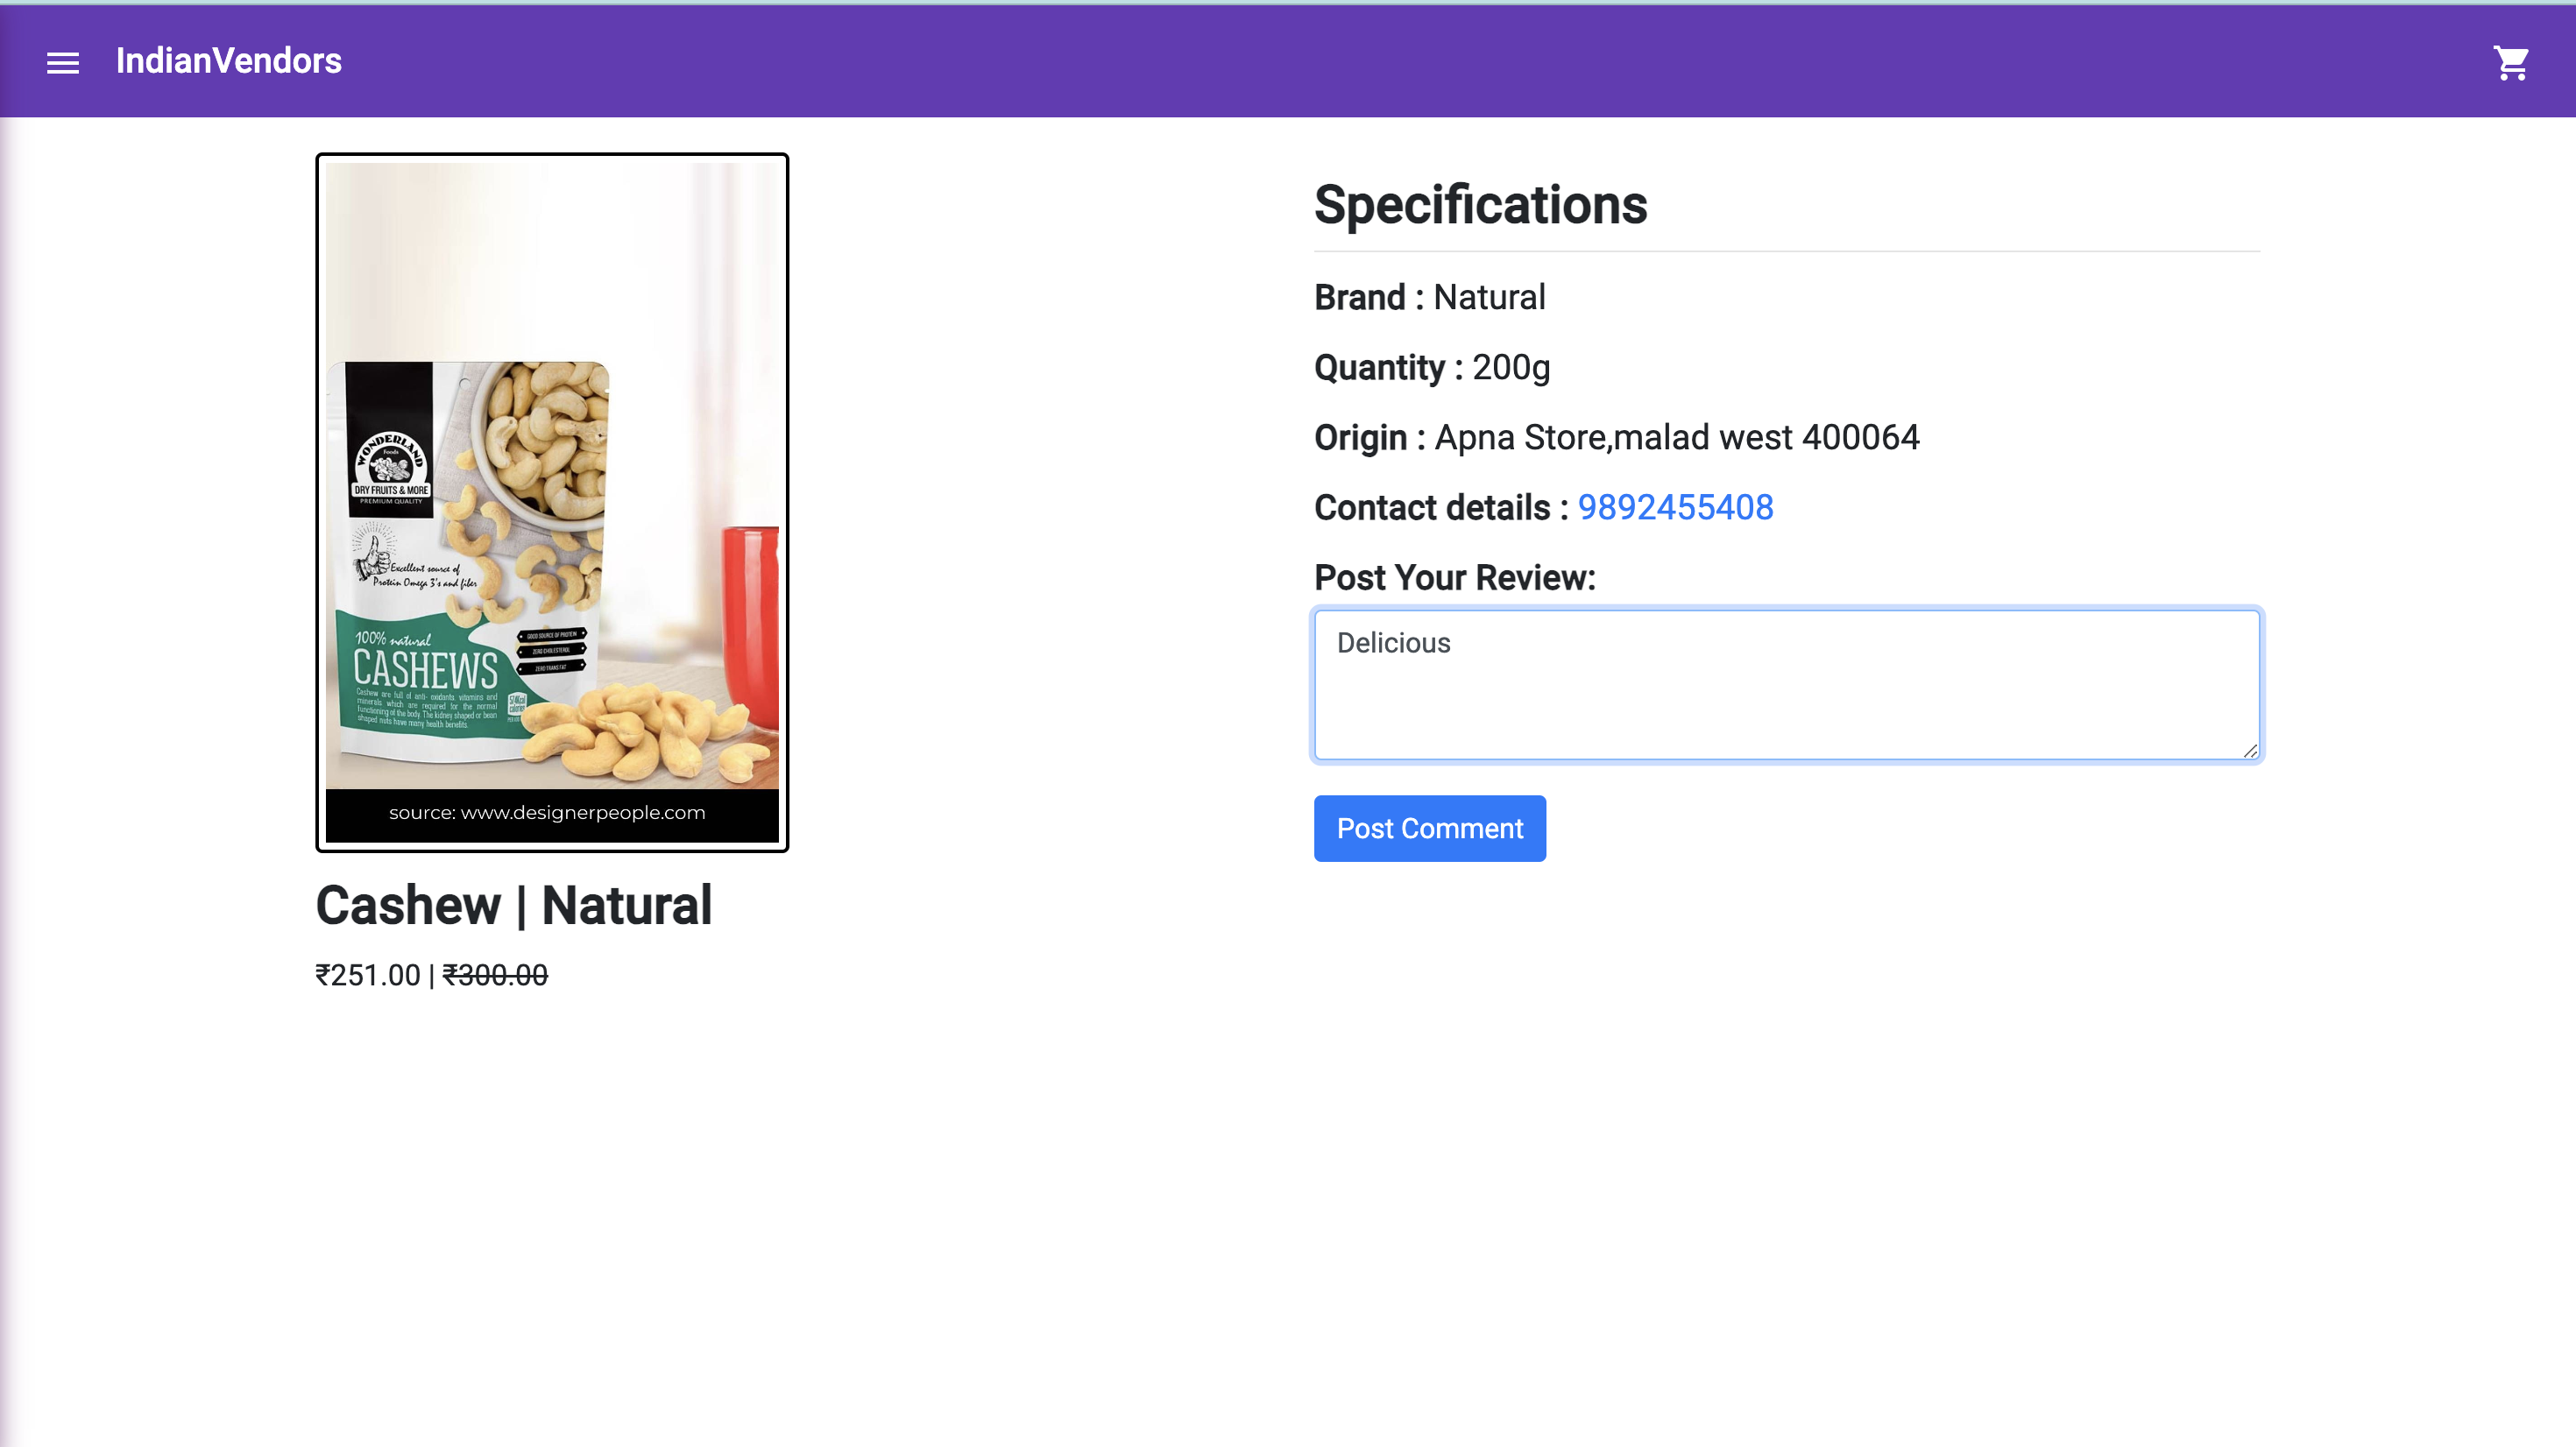 IndianVendors
WONDERLAND
Foods
DRY FRUITS & MORE
PREMIUM QUALITY
Excellent source of
Protein Omega 3's and fiber
100% natural
CASHEWS
GOOD SOURCE OF PROTEIN
ZERO CHOLESTEROL
ZERO TRANS FAT
Cashew are full of anti- oxidants, vitamins and
minerals which are required for the normal
functioning of the body. The kidney shaped or bean
shaped nuts have many health benefits.
source: www.designerpeople.com
Cashew | Natural
₹251.00 | ₹300.00
Specifications
Brand : Natural
Quantity : 200g
Origin : Apna Store,malad west 400064
Contact details : 9892455408
Post Your Review:
Delicious
Post Comment